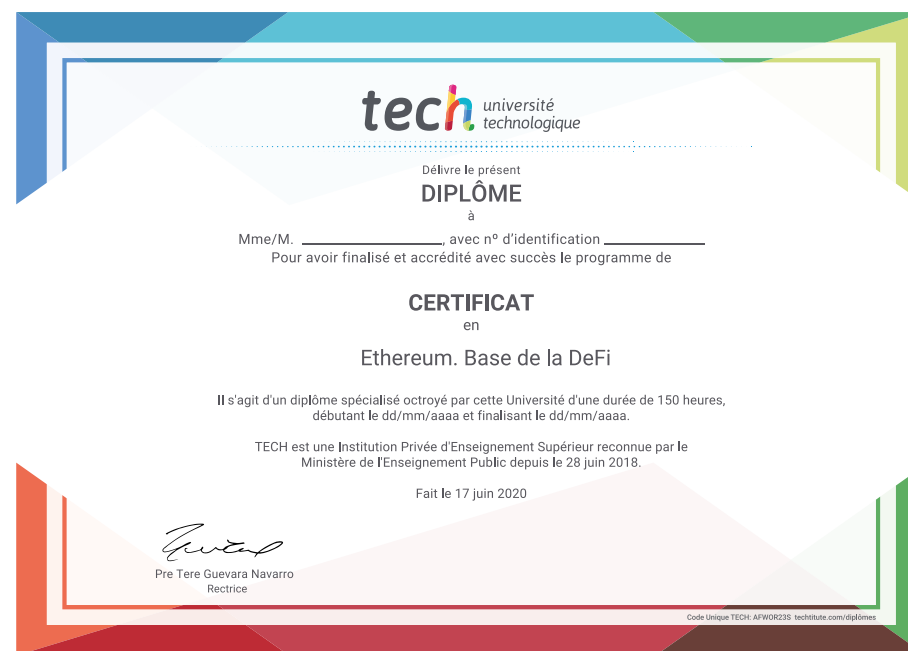 tech université
technologique
Délivre le présent
DIPLÔME
à
Mme/M. ____________________, avec nº d'identification ______________
Pour avoir finalisé et accrédité avec succès le programme de
CERTIFICAT
en
Ethereum. Base de la DeFi
Il s'agit d'un diplôme spécialisé octroyé par cette Université d'une durée de 150 heures,
débutant le dd/mm/aaaa et finalisant le dd/mm/aaaa.
TECH est une Institution Privée d'Enseignement Supérieur reconnue par le
Ministère de l'Enseignement Public depuis le 28 juin 2018.
Fait le 17 juin 2020
Pre Tere Guevara Navarro
Rectrice
Code Unique TECH: AFWOR23S techtitute.com/diplômes